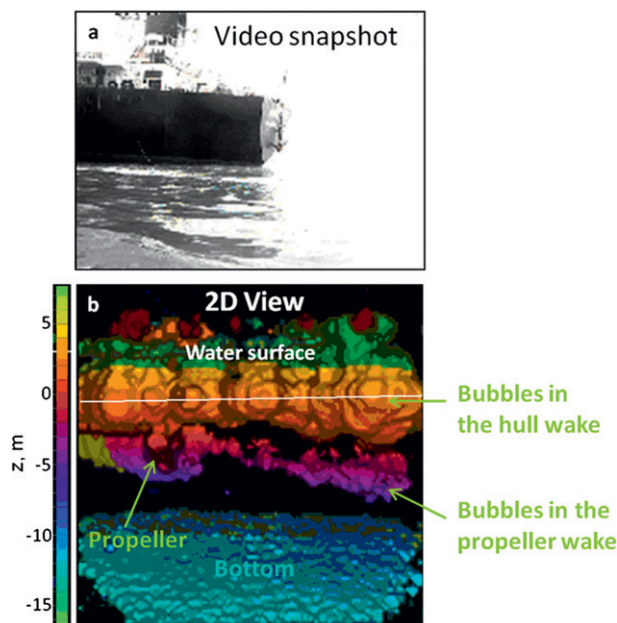 a
Video snapshot
b
2D View
Water surface
Bubbles in
the hull wake
Bubbles in the
propeller wake
Propeller
Bottom
z, m
5
0
-5
-10
-15